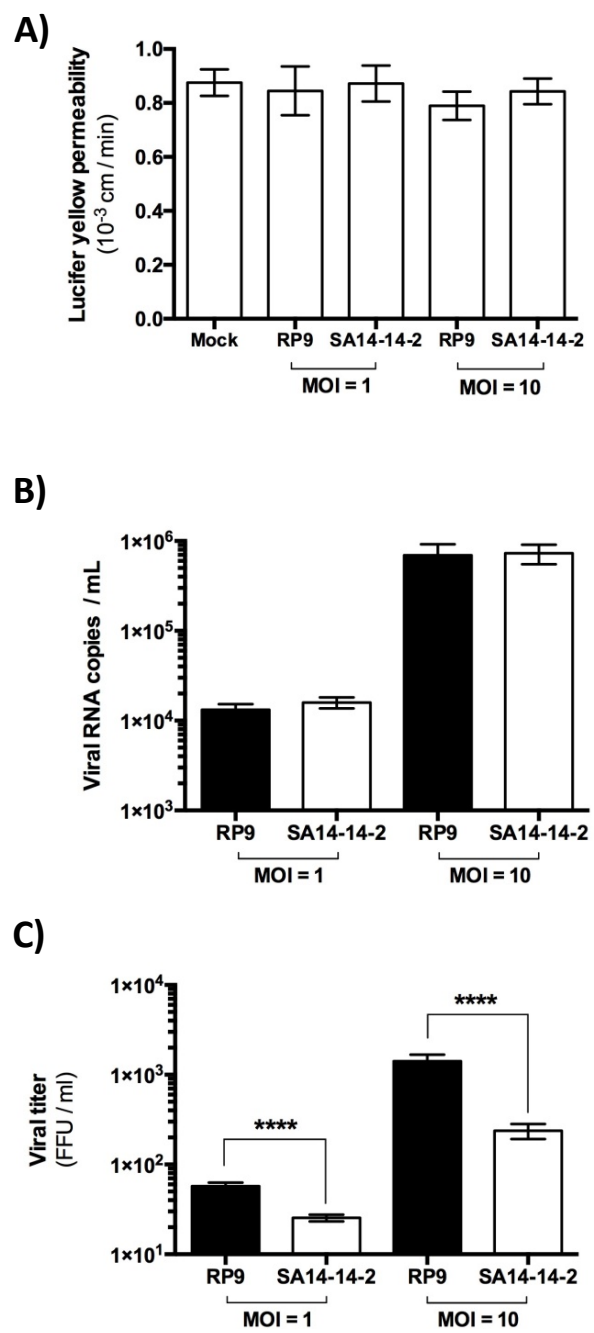 A)
Lucifer yellow permeability
(10⁻³ cm / min)
1.0
0.8
0.6
0.4
0.2
0.0
Mock RP9 SA14-14-2 RP9 SA14-14-2
MOI = 1 MOI = 10
B)
Viral RNA copies / mL
1×10⁶
1×10⁵
1×10⁴
1×10³
RP9 SA14-14-2 RP9 SA14-14-2
MOI = 1 MOI = 10
C)
Viral titer
(FFU / ml)
1×10⁴
1×10³
1×10²
1×10¹
****
****
RP9 SA14-14-2 RP9 SA14-14-2
MOI = 1 MOI = 10